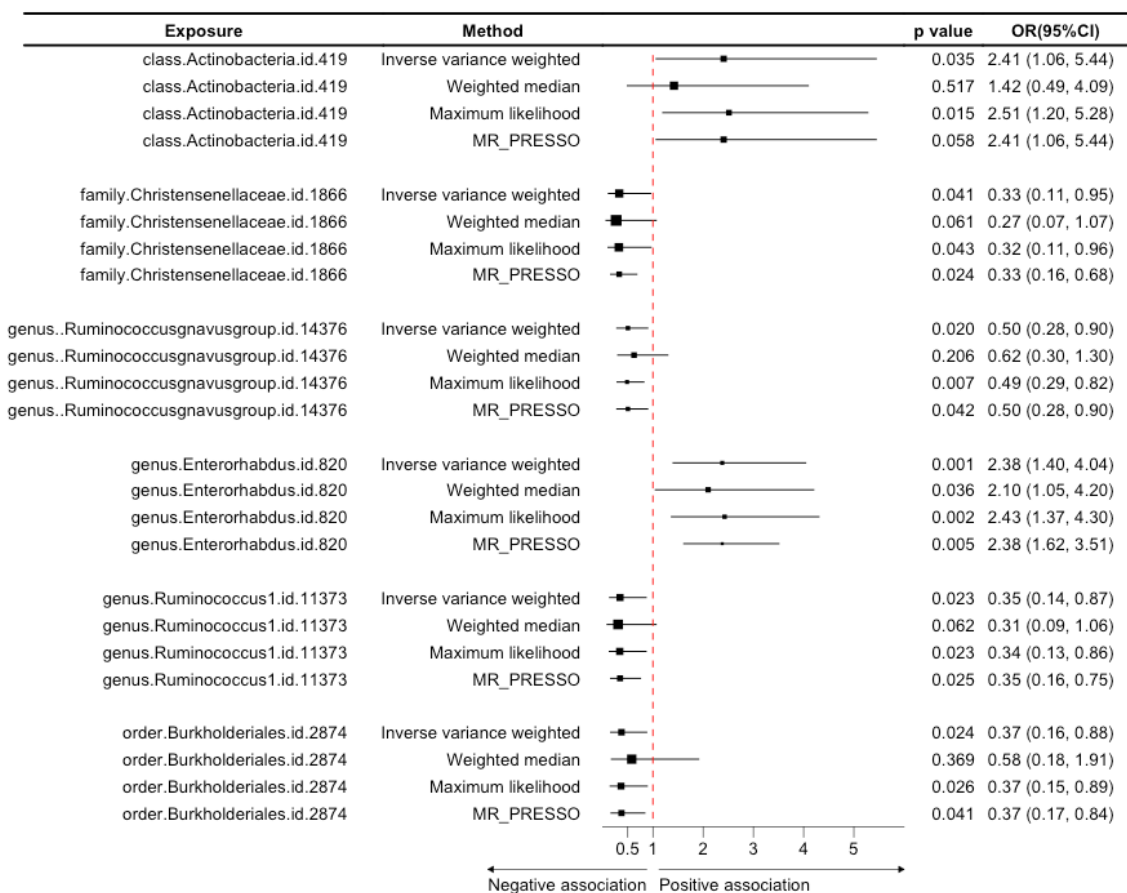 Exposure Method p value OR(95%CI)
class.Actinobacteria.id.419 Inverse variance weighted 0.035 2.41 (1.06, 5.44)
class.Actinobacteria.id.419 Weighted median 0.517 1.42 (0.49, 4.09)
class.Actinobacteria.id.419 Maximum likelihood 0.015 2.51 (1.20, 5.28)
class.Actinobacteria.id.419 MR_PRESSO 0.058 2.41 (1.06, 5.44)
family.Christensenellaceae.id.1866 Inverse variance weighted 0.041 0.33 (0.11, 0.95)
family.Christensenellaceae.id.1866 Weighted median 0.061 0.27 (0.07, 1.07)
family.Christensenellaceae.id.1866 Maximum likelihood 0.043 0.32 (0.11, 0.96)
family.Christensenellaceae.id.1866 MR_PRESSO 0.024 0.33 (0.16, 0.68)
genus..Ruminococcusgnavusgroup.id.14376 Inverse variance weighted 0.020 0.50 (0.28, 0.90)
genus..Ruminococcusgnavusgroup.id.14376 Weighted median 0.206 0.62 (0.30, 1.30)
genus..Ruminococcusgnavusgroup.id.14376 Maximum likelihood 0.007 0.49 (0.29, 0.82)
genus..Ruminococcusgnavusgroup.id.14376 MR_PRESSO 0.042 0.50 (0.28, 0.90)
genus.Enterorhabdus.id.820 Inverse variance weighted 0.001 2.38 (1.40, 4.04)
genus.Enterorhabdus.id.820 Weighted median 0.036 2.10 (1.05, 4.20)
genus.Enterorhabdus.id.820 Maximum likelihood 0.002 2.43 (1.37, 4.30)
genus.Enterorhabdus.id.820 MR_PRESSO 0.005 2.38 (1.62, 3.51)
genus.Ruminococcus1.id.11373 Inverse variance weighted 0.023 0.35 (0.14, 0.87)
genus.Ruminococcus1.id.11373 Weighted median 0.062 0.31 (0.09, 1.06)
genus.Ruminococcus1.id.11373 Maximum likelihood 0.023 0.34 (0.13, 0.86)
genus.Ruminococcus1.id.11373 MR_PRESSO 0.025 0.35 (0.16, 0.75)
order.Burkholderiales.id.2874 Inverse variance weighted 0.024 0.37 (0.16, 0.88)
order.Burkholderiales.id.2874 Weighted median 0.369 0.58 (0.18, 1.91)
order.Burkholderiales.id.2874 Maximum likelihood 0.026 0.37 (0.15, 0.89)
order.Burkholderiales.id.2874 MR_PRESSO 0.041 0.37 (0.17, 0.84)
0.5 1 2 3 4 5
Negative association Positive association